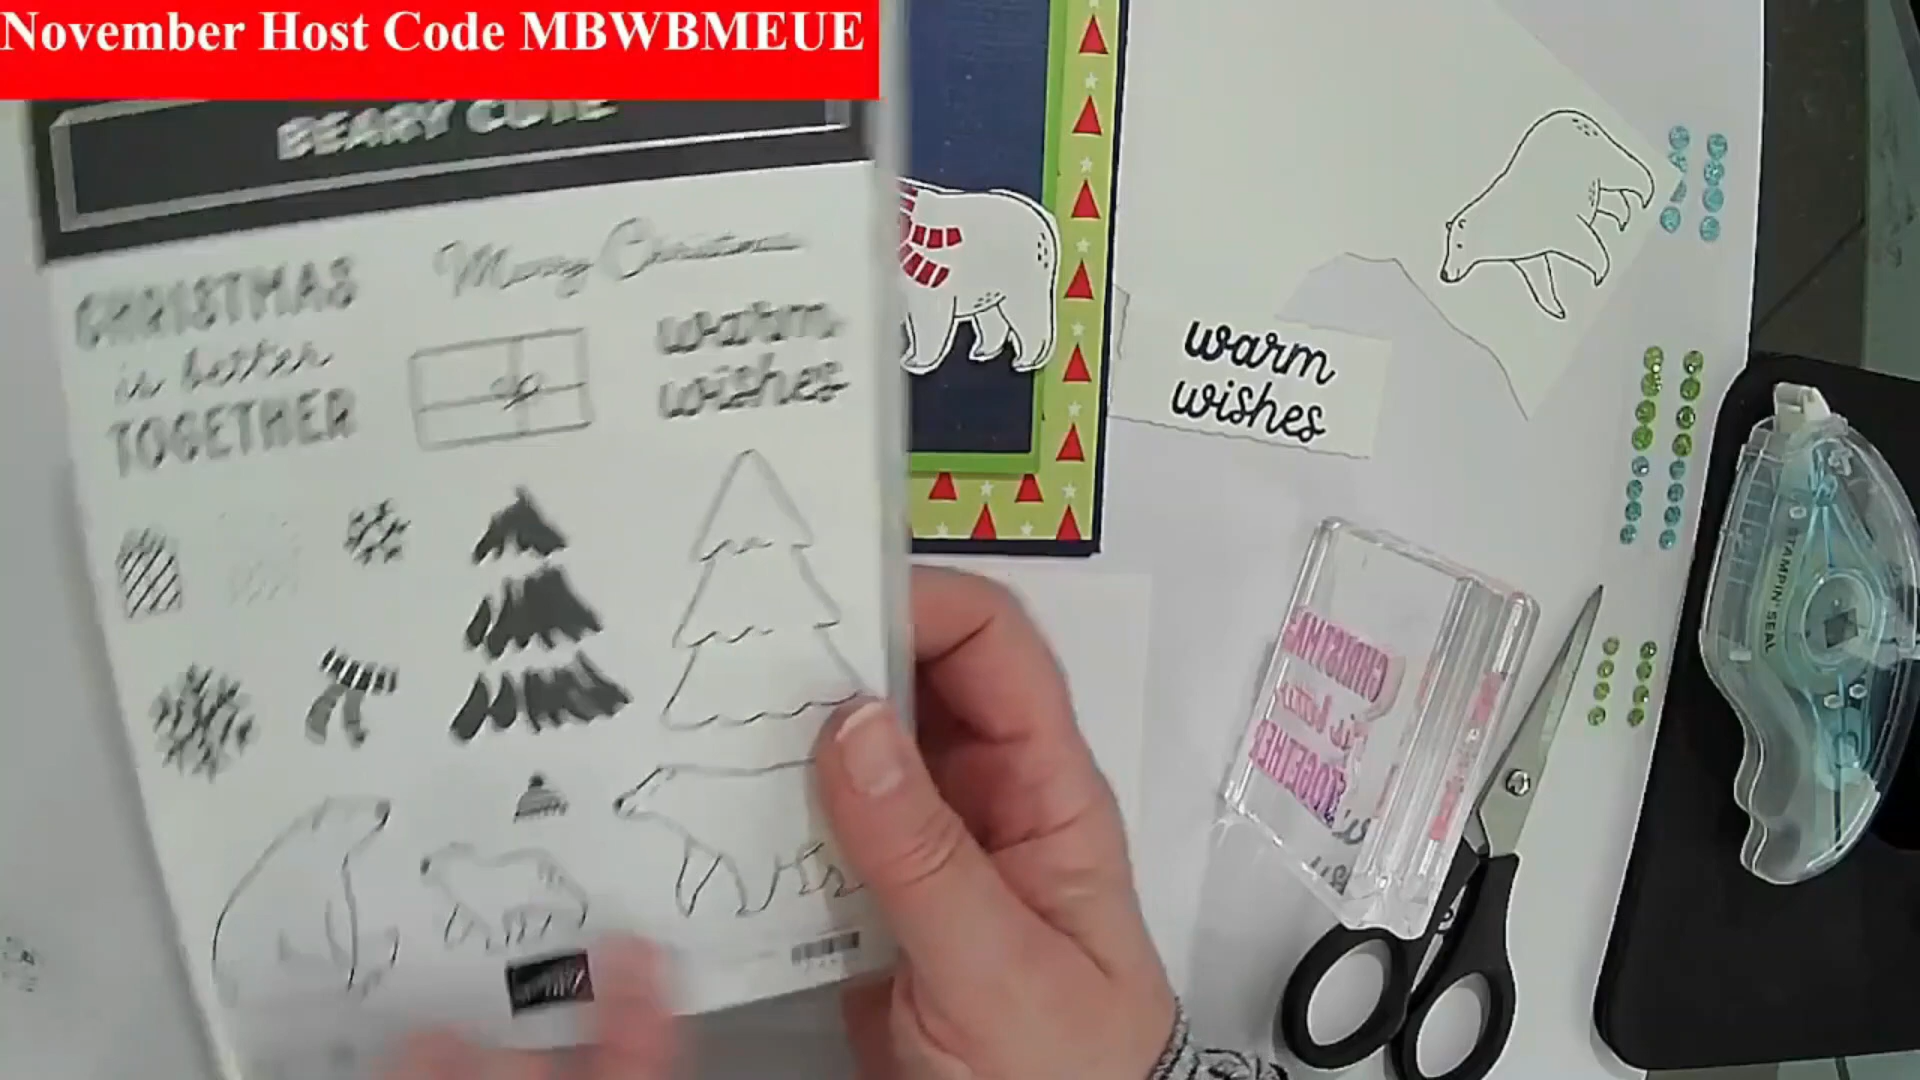 November Host Code MBWBMEUE
BEARY CUTE
CHRISTMAS
is better
TOGETHER
Merry Christmas
warm
wishes
warm
wishes
CHRISTMAS
is better
TOGETHER
STAMPIN' SEAL